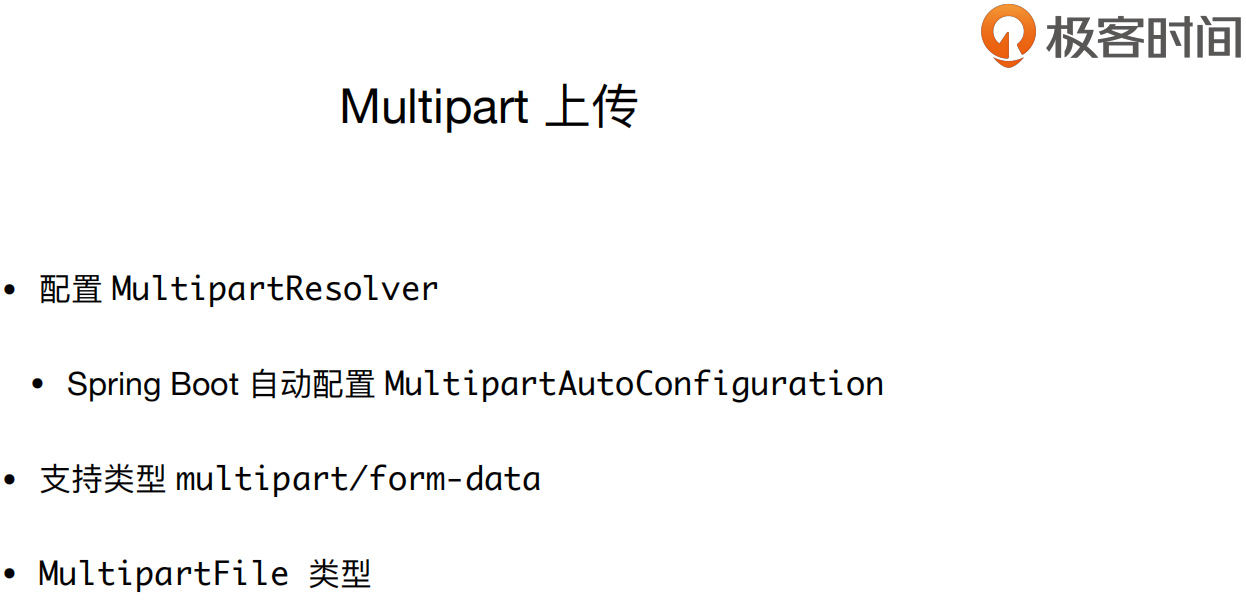 极客时间
Multipart 上传
• 配置 MultipartResolver
• Spring Boot 自动配置 MultipartAutoConfiguration
• 支持类型 multipart/form-data
• MultipartFile 类型